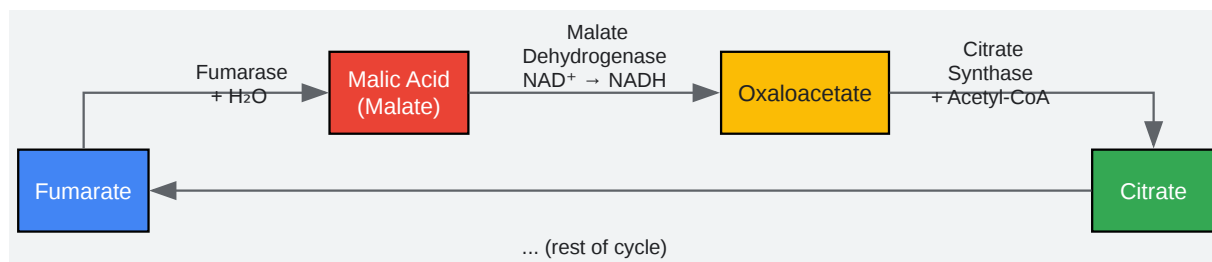 Fumarase
+ H₂O
Malic Acid
(Malate)
Malate
Dehydrogenase
NAD⁺ → NADH
Oxaloacetate
Citrate
Synthase
+ Acetyl-CoA
Fumarate
Citrate
... (rest of cycle)